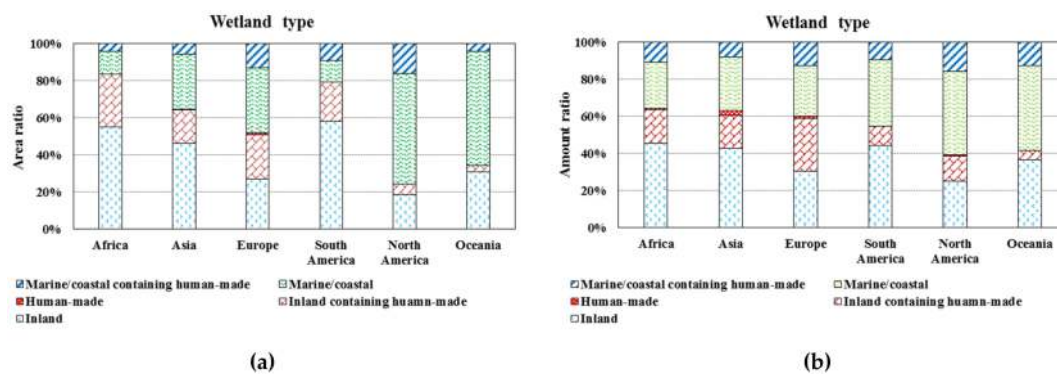 Wetland type
100%
80%
60%
40%
20%
0%
Area ratio
Africa Asia Europe South America North America Oceania
Marine/coastal containing human-made Marine/coastal
Human-made Inland containing huamn-made
Inland
(a)
Wetland type
100%
80%
60%
40%
20%
0%
Amount ratio
Africa Asia Europe South America North America Oceania
Marine/coastal containing human-made Marine/coastal
Human-made Inland containing huamn-made
Inland
(b)